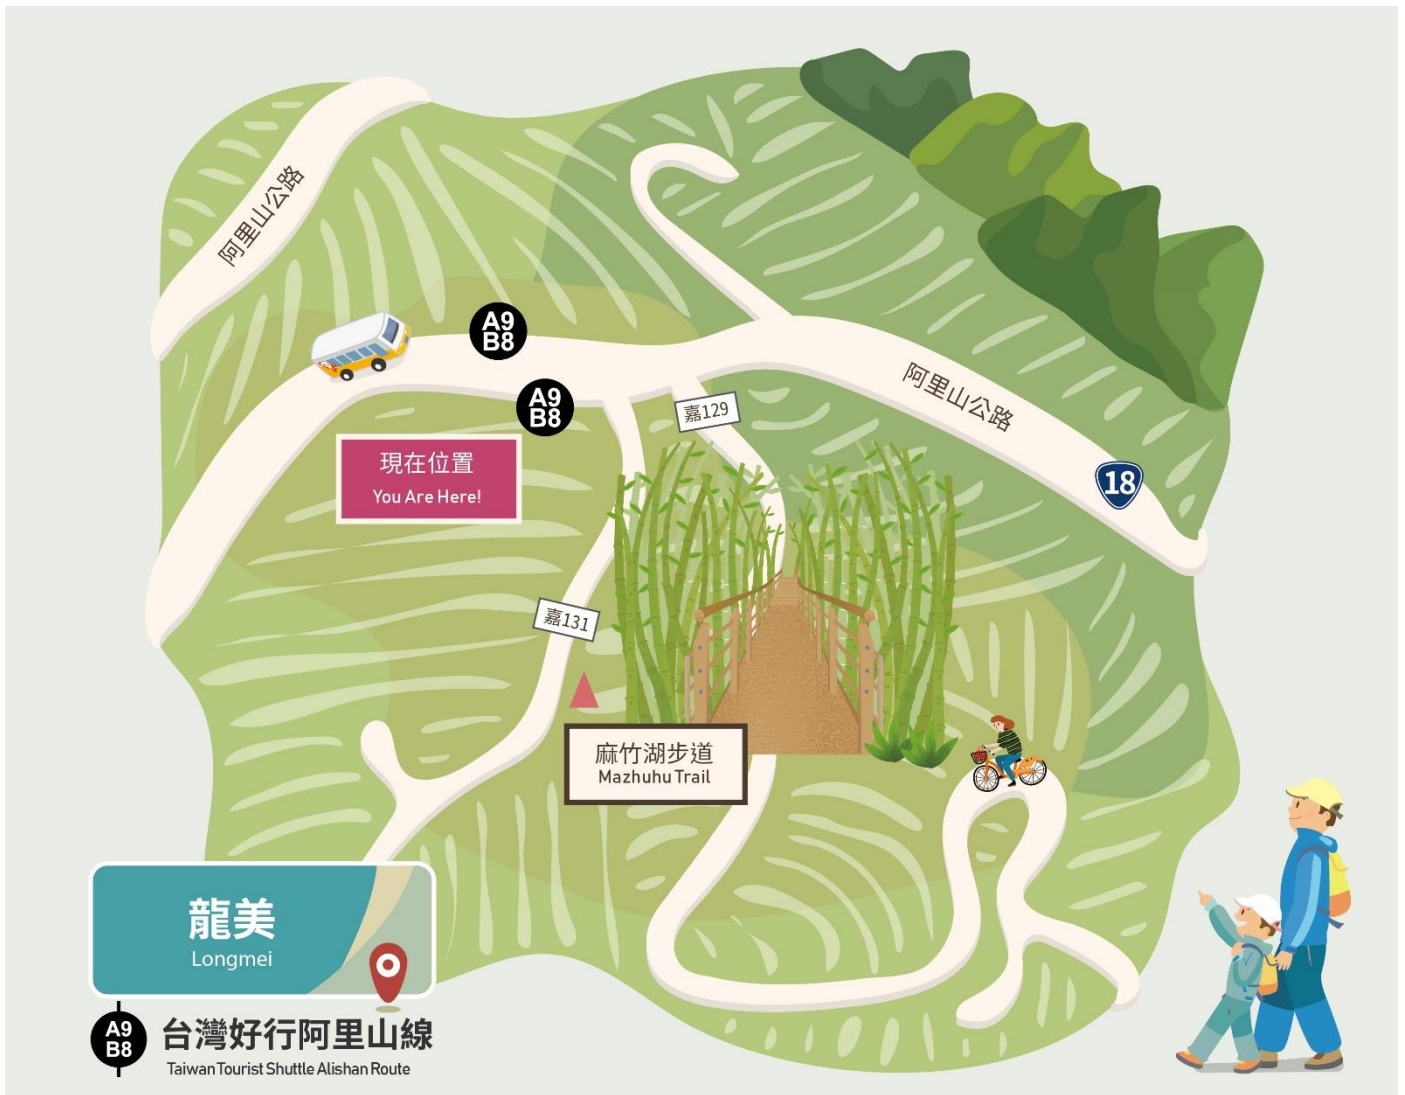 阿里山公路
A9
B8
A9
B8
阿里山公路
嘉129
現在位置
You Are Here!
18
嘉131
麻竹湖步道
Mazhuhu Trail
龍美
Longmei
A9
B8
台灣好行阿里山線
Taiwan Tourist Shuttle Alishan Route